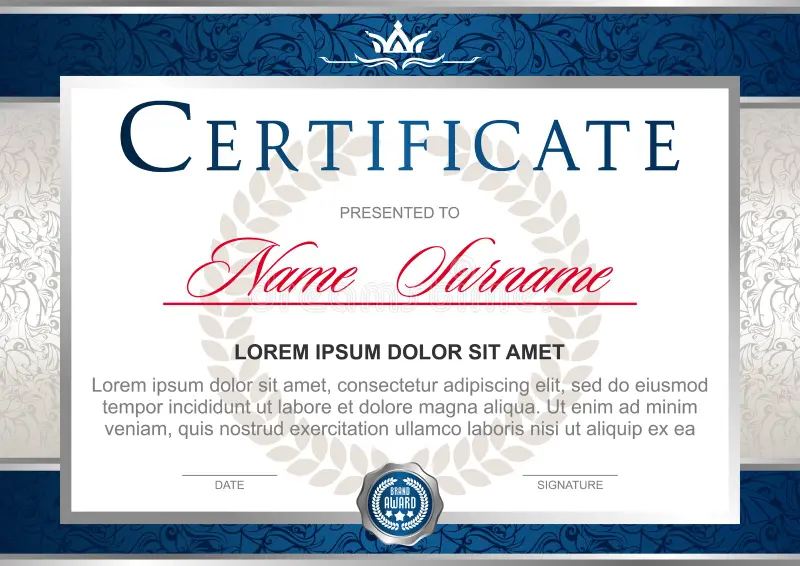 CERTIFICATE
PRESENTED TO
Name Surname
LOREM IPSUM DOLOR SIT AMET
Lorem ipsum dolor sit amet, consectetur adipiscing elit, sed do eiusmod
tempor incididunt ut labore et dolore magna aliqua. Ut enim ad minim
veniam, quis nostrud exercitation ullamco laboris nisi ut aliquip ex ea
DATE
SIGNATURE
BRAND
AWARD